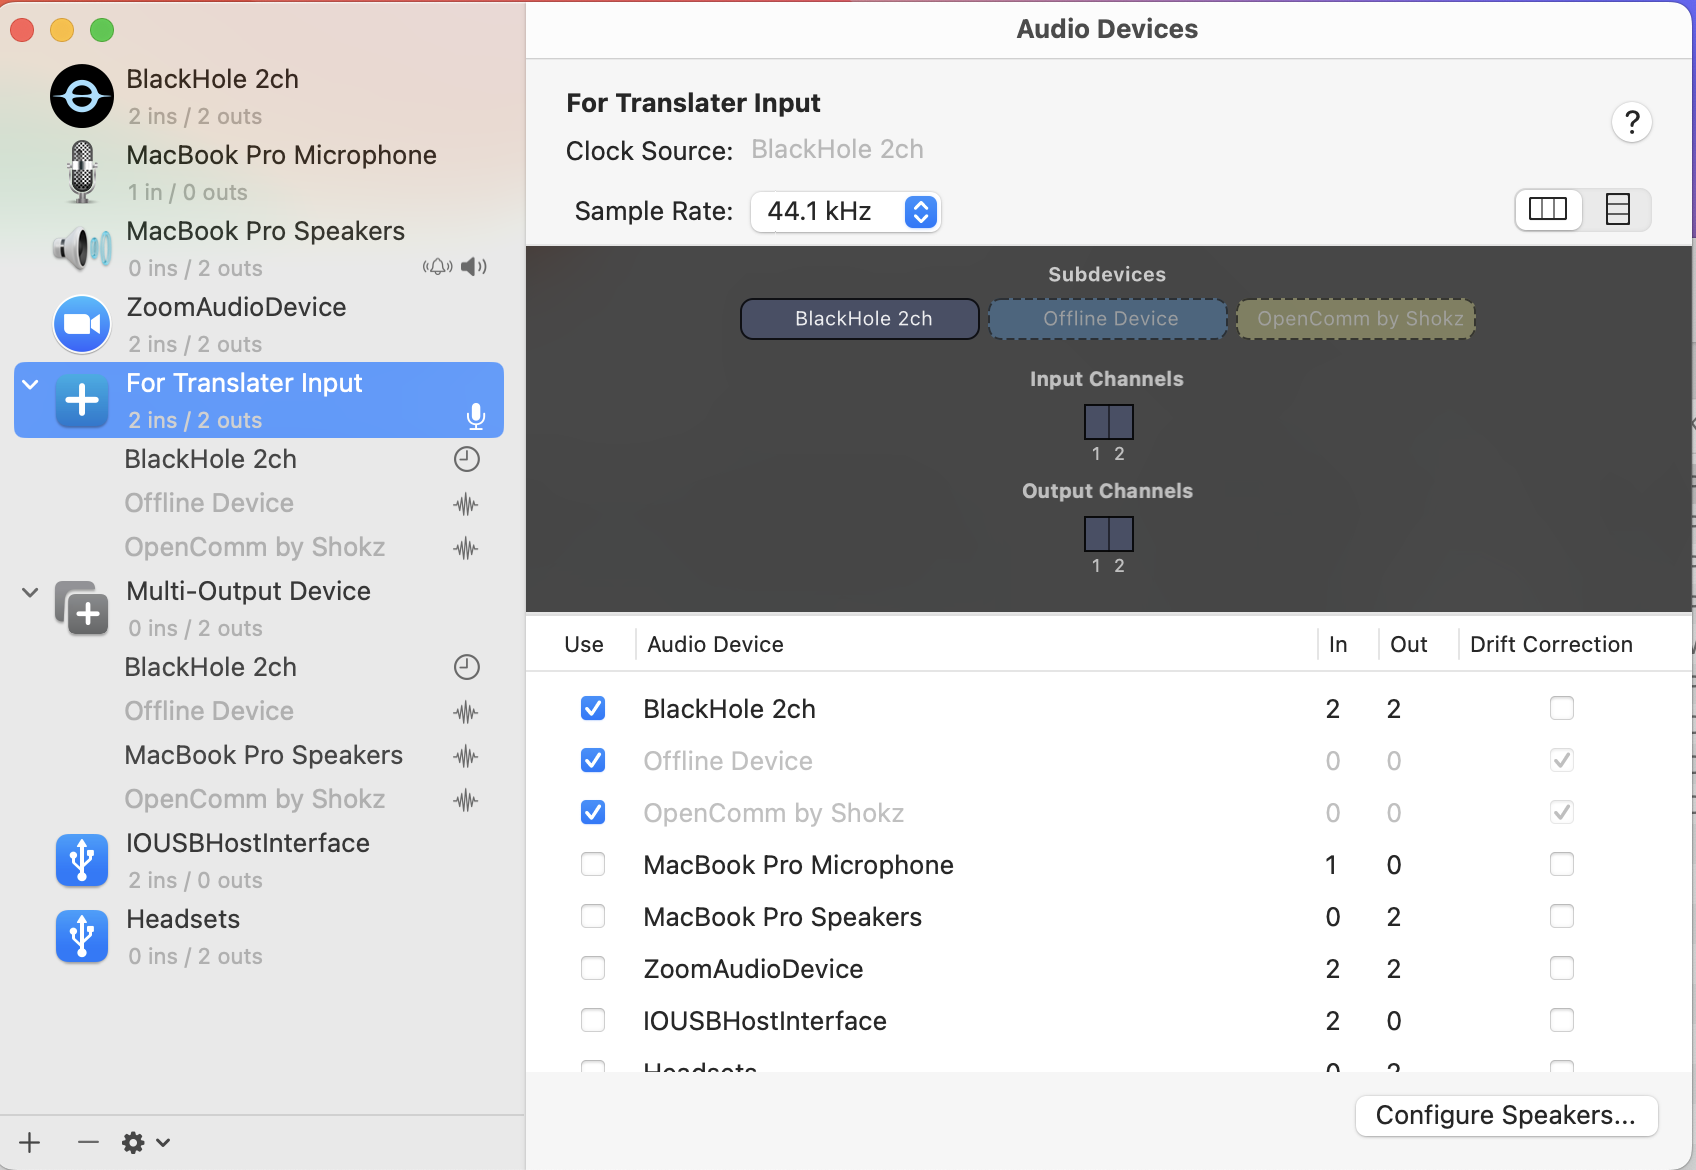 Audio Devices
BlackHole 2ch
2 ins / 2 outs
MacBook Pro Microphone
1 in / 0 outs
MacBook Pro Speakers
0 ins / 2 outs
ZoomAudioDevice
2 ins / 2 outs
For Translater Input
2 ins / 2 outs
BlackHole 2ch
Offline Device
OpenComm by Shokz
Multi-Output Device
0 ins / 2 outs
BlackHole 2ch
Offline Device
MacBook Pro Speakers
OpenComm by Shokz
IOUSBHostInterface
2 ins / 0 outs
Headsets
0 ins / 2 outs
For Translater Input
?
Clock Source: BlackHole 2ch
Sample Rate: 44.1 kHz
Subdevices
BlackHole 2ch Offline Device OpenComm by Shokz
Input Channels
1 2
Output Channels
1 2
Use Audio Device In Out Drift Correction
BlackHole 2ch 2 2
Offline Device 0 0
OpenComm by Shokz 0 0
MacBook Pro Microphone 1 0
MacBook Pro Speakers 0 2
ZoomAudioDevice 2 2
IOUSBHostInterface 2 0
Headsets 0 2
Configure Speakers...